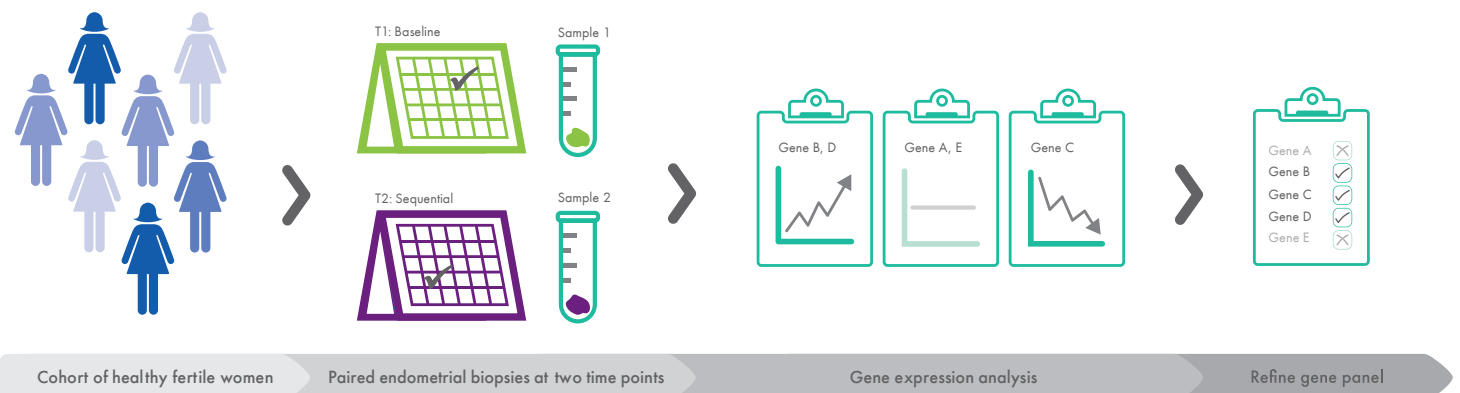 T1: Baseline
Sample 1
T2: Sequential
Sample 2
Gene B, D
Gene A, E
Gene C
Gene A
Gene B
Gene C
Gene D
Gene E
Cohort of healthy fertile women
Paired endometrial biopsies at two time points
Gene expression analysis
Refine gene panel